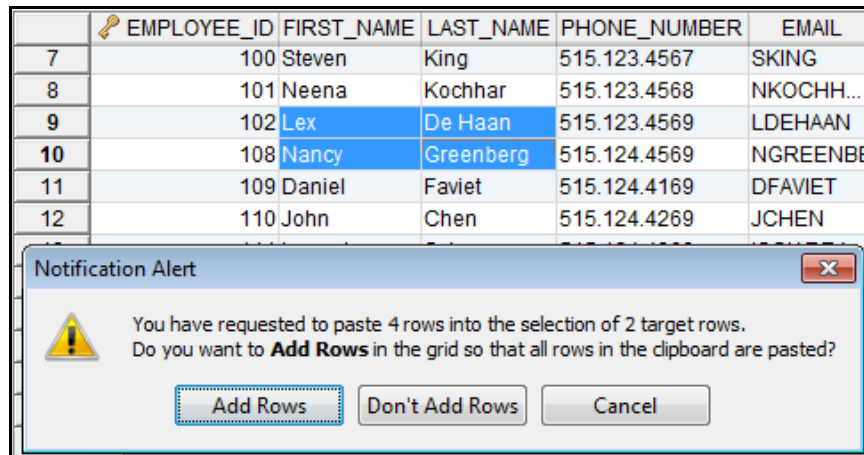 EMPLOYEE_ID FIRST_NAME LAST_NAME PHONE_NUMBER EMAIL
7 100 Steven King 515.123.4567 SKING
8 101 Neena Kochhar 515.123.4568 NKOCHH...
9 102 Lex De Haan 515.123.4569 LDEHAAN
10 108 Nancy Greenberg 515.124.4569 NGREENBE
11 109 Daniel Faviet 515.124.4169 DFAVIET
12 110 John Chen 515.124.4269 JCHEN
Notification Alert
You have requested to paste 4 rows into the selection of 2 target rows.
Do you want to Add Rows in the grid so that all rows in the clipboard are pasted?
Add Rows Don't Add Rows Cancel